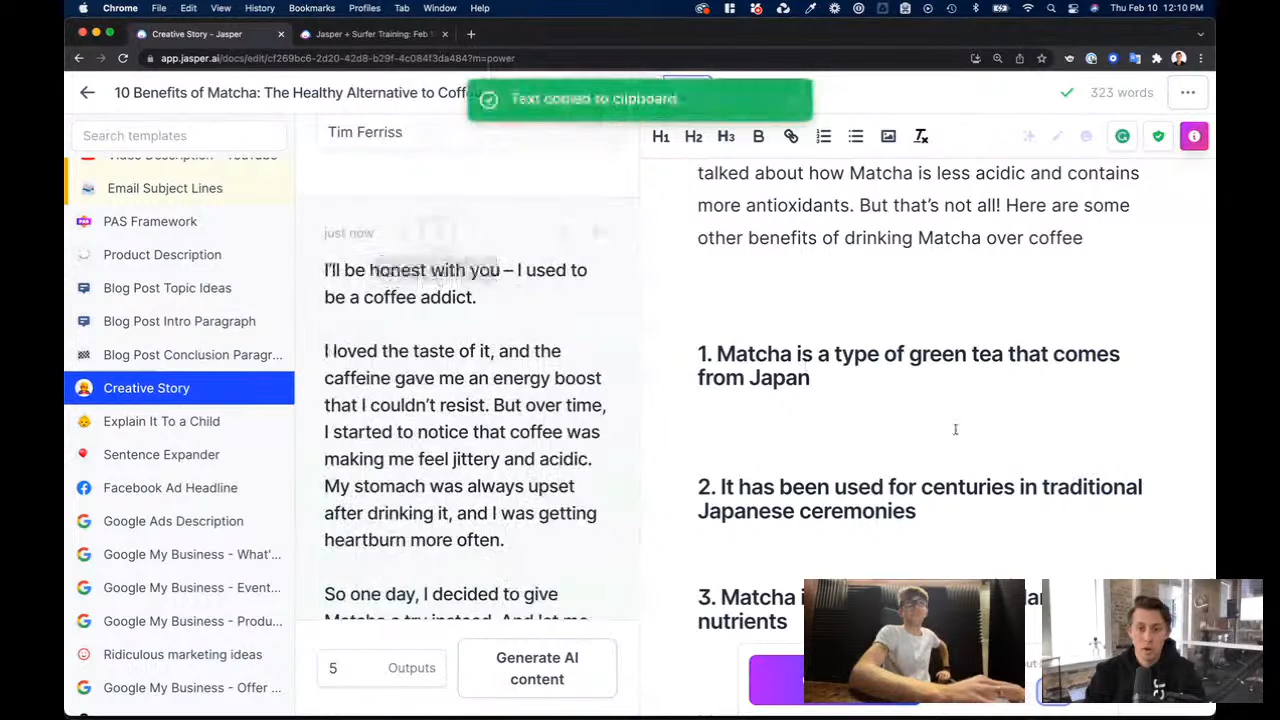 Chrome File Edit View History Bookmarks Profiles Tab Window Help Thu Feb 10 12:10 PM
Creative Story - Jasper
Jasper + Surfer Training: Feb 1
app.jasper.ai/docs/edit/cf269bc6-2d20-42d8-b29f-4c084f3da484?m=power
10 Benefits of Matcha: The Healthy Alternative to Coffe
Text copied to clipboard
323 words
Search templates
Video Description - YouTube
Email Subject Lines
PAS Framework
Product Description
Blog Post Topic Ideas
Blog Post Intro Paragraph
Blog Post Conclusion Paragr...
Creative Story
Explain It To a Child
Sentence Expander
Facebook Ad Headline
Google Ads Description
Google My Business - What'...
Google My Business - Event...
Google My Business - Produ...
Ridiculous marketing ideas
Google My Business - Offer ...
Tim Ferriss
just now
I'll be honest with you – I used to
be a coffee addict.
I loved the taste of it, and the
caffeine gave me an energy boost
that I couldn't resist. But over time,
I started to notice that coffee was
making me feel jittery and acidic.
My stomach was always upset
after drinking it, and I was getting
heartburn more often.
So one day, I decided to give
Matcha a try instead. And let me
5 Outputs
Generate AI
content
H1 H2 H3 B
talked about how Matcha is less acidic and contains
more antioxidants. But that's not all! Here are some
other benefits of drinking Matcha over coffee
1. Matcha is a type of green tea that comes
from Japan
2. It has been used for centuries in traditional
Japanese ceremonies
3. Matcha i
nutrients